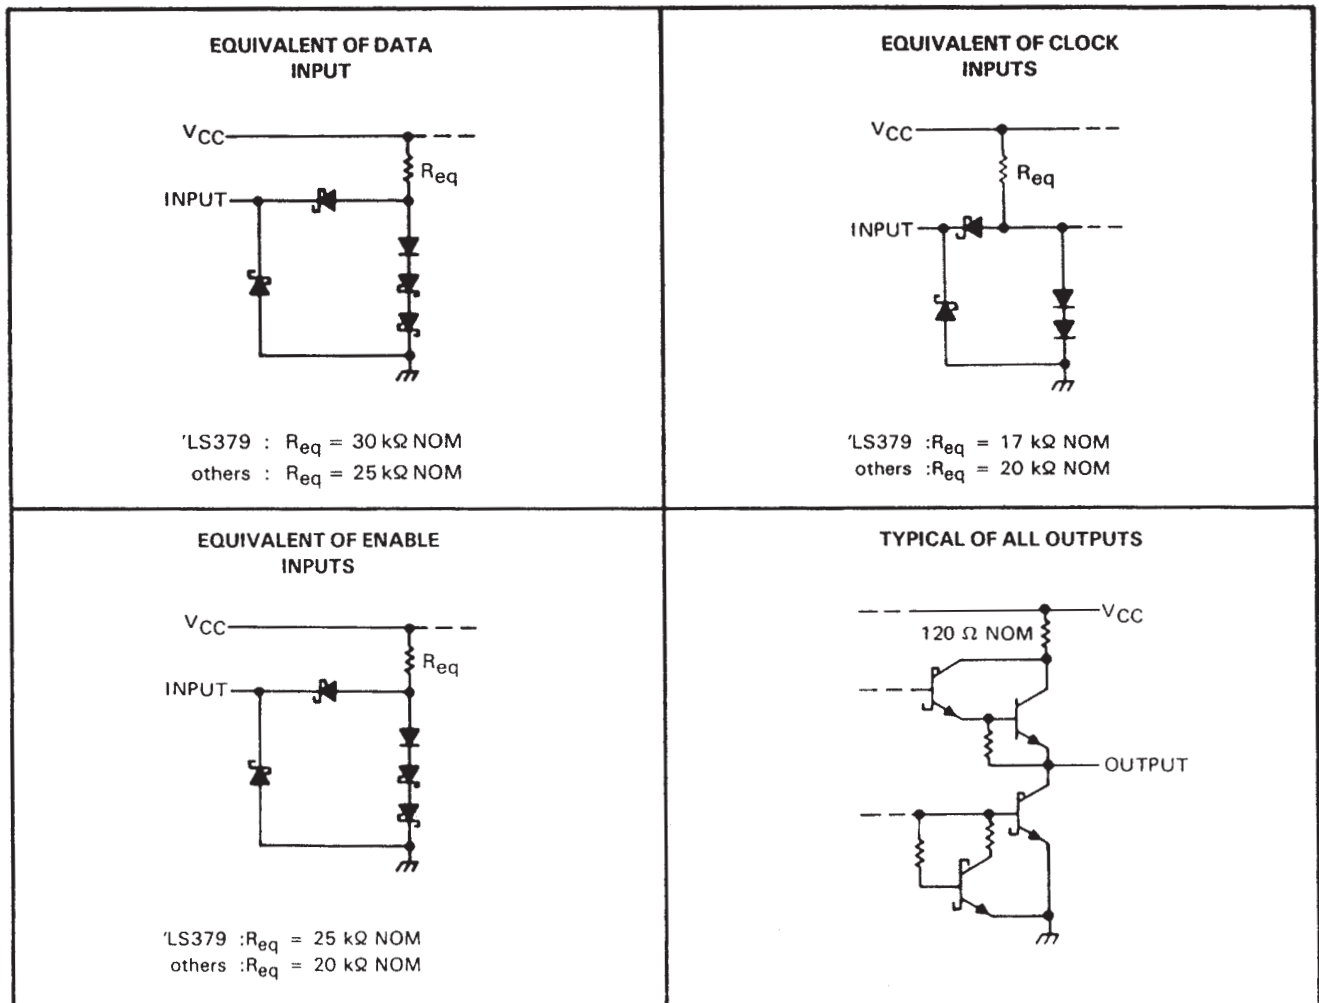 EQUIVALENT OF DATA
INPUT
VCC
Req
INPUT
'LS379 : Req = 30 kΩ NOM
others : Req = 25 kΩ NOM
EQUIVALENT OF CLOCK
INPUTS
VCC
Req
INPUT
'LS379 :Req = 17 kΩ NOM
others :Req = 20 kΩ NOM
EQUIVALENT OF ENABLE
INPUTS
VCC
Req
INPUT
'LS379 :Req = 25 kΩ NOM
others :Req = 20 kΩ NOM
TYPICAL OF ALL OUTPUTS
VCC
120 Ω NOM
OUTPUT